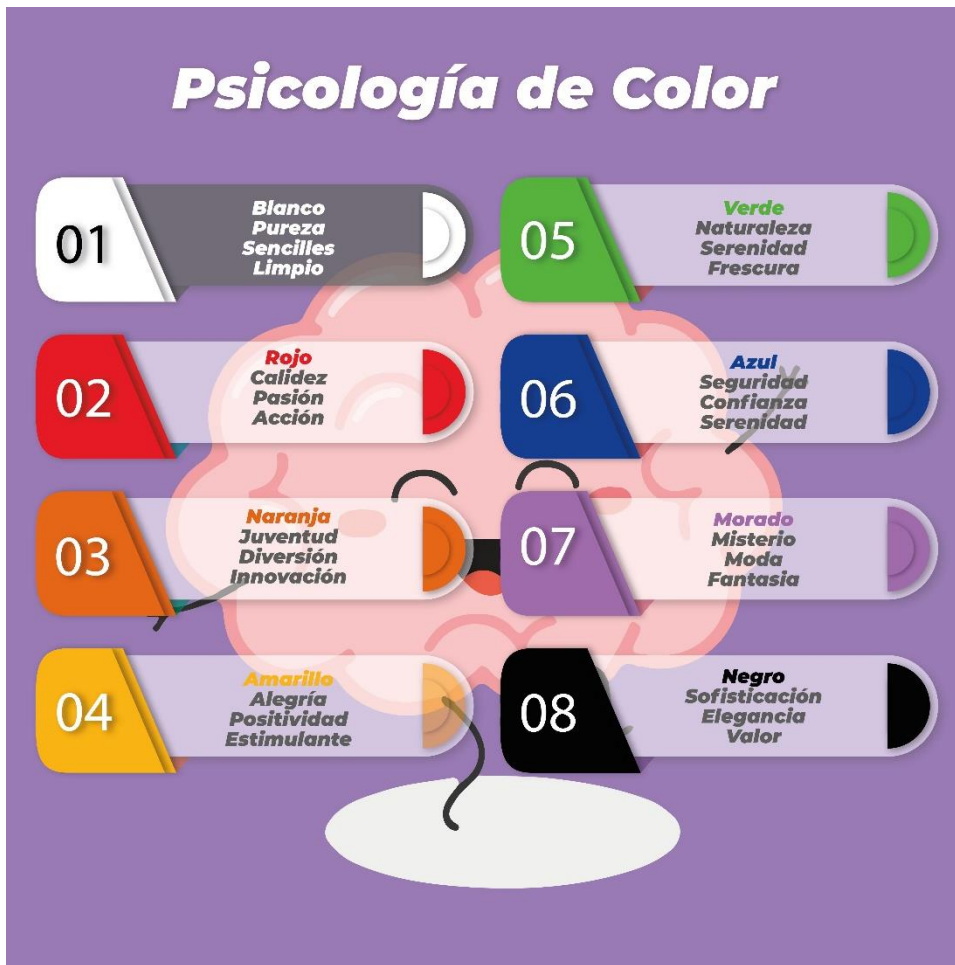 Psicología de Color
01
Blanco
Pureza
Sencilles
Limpio
02
Rojo
Calidez
Pasión
Acción
03
Naranja
Juventud
Diversión
Innovación
04
Amarillo
Alegría
Positividad
Estimulante
05
Verde
Naturaleza
Serenidad
Frescura
06
Azul
Seguridad
Confianza
Serenidad
07
Morado
Misterio
Moda
Fantasia
08
Negro
Sofisticación
Elegancia
Valor